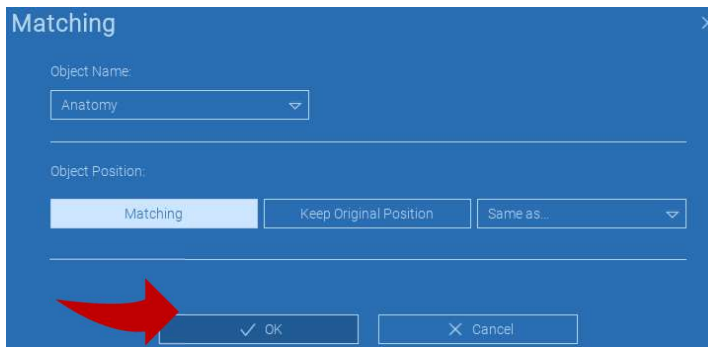 Matching
Object Name:
Anatomy
Object Position:
Matching Keep Original Position Same as...
OK Cancel